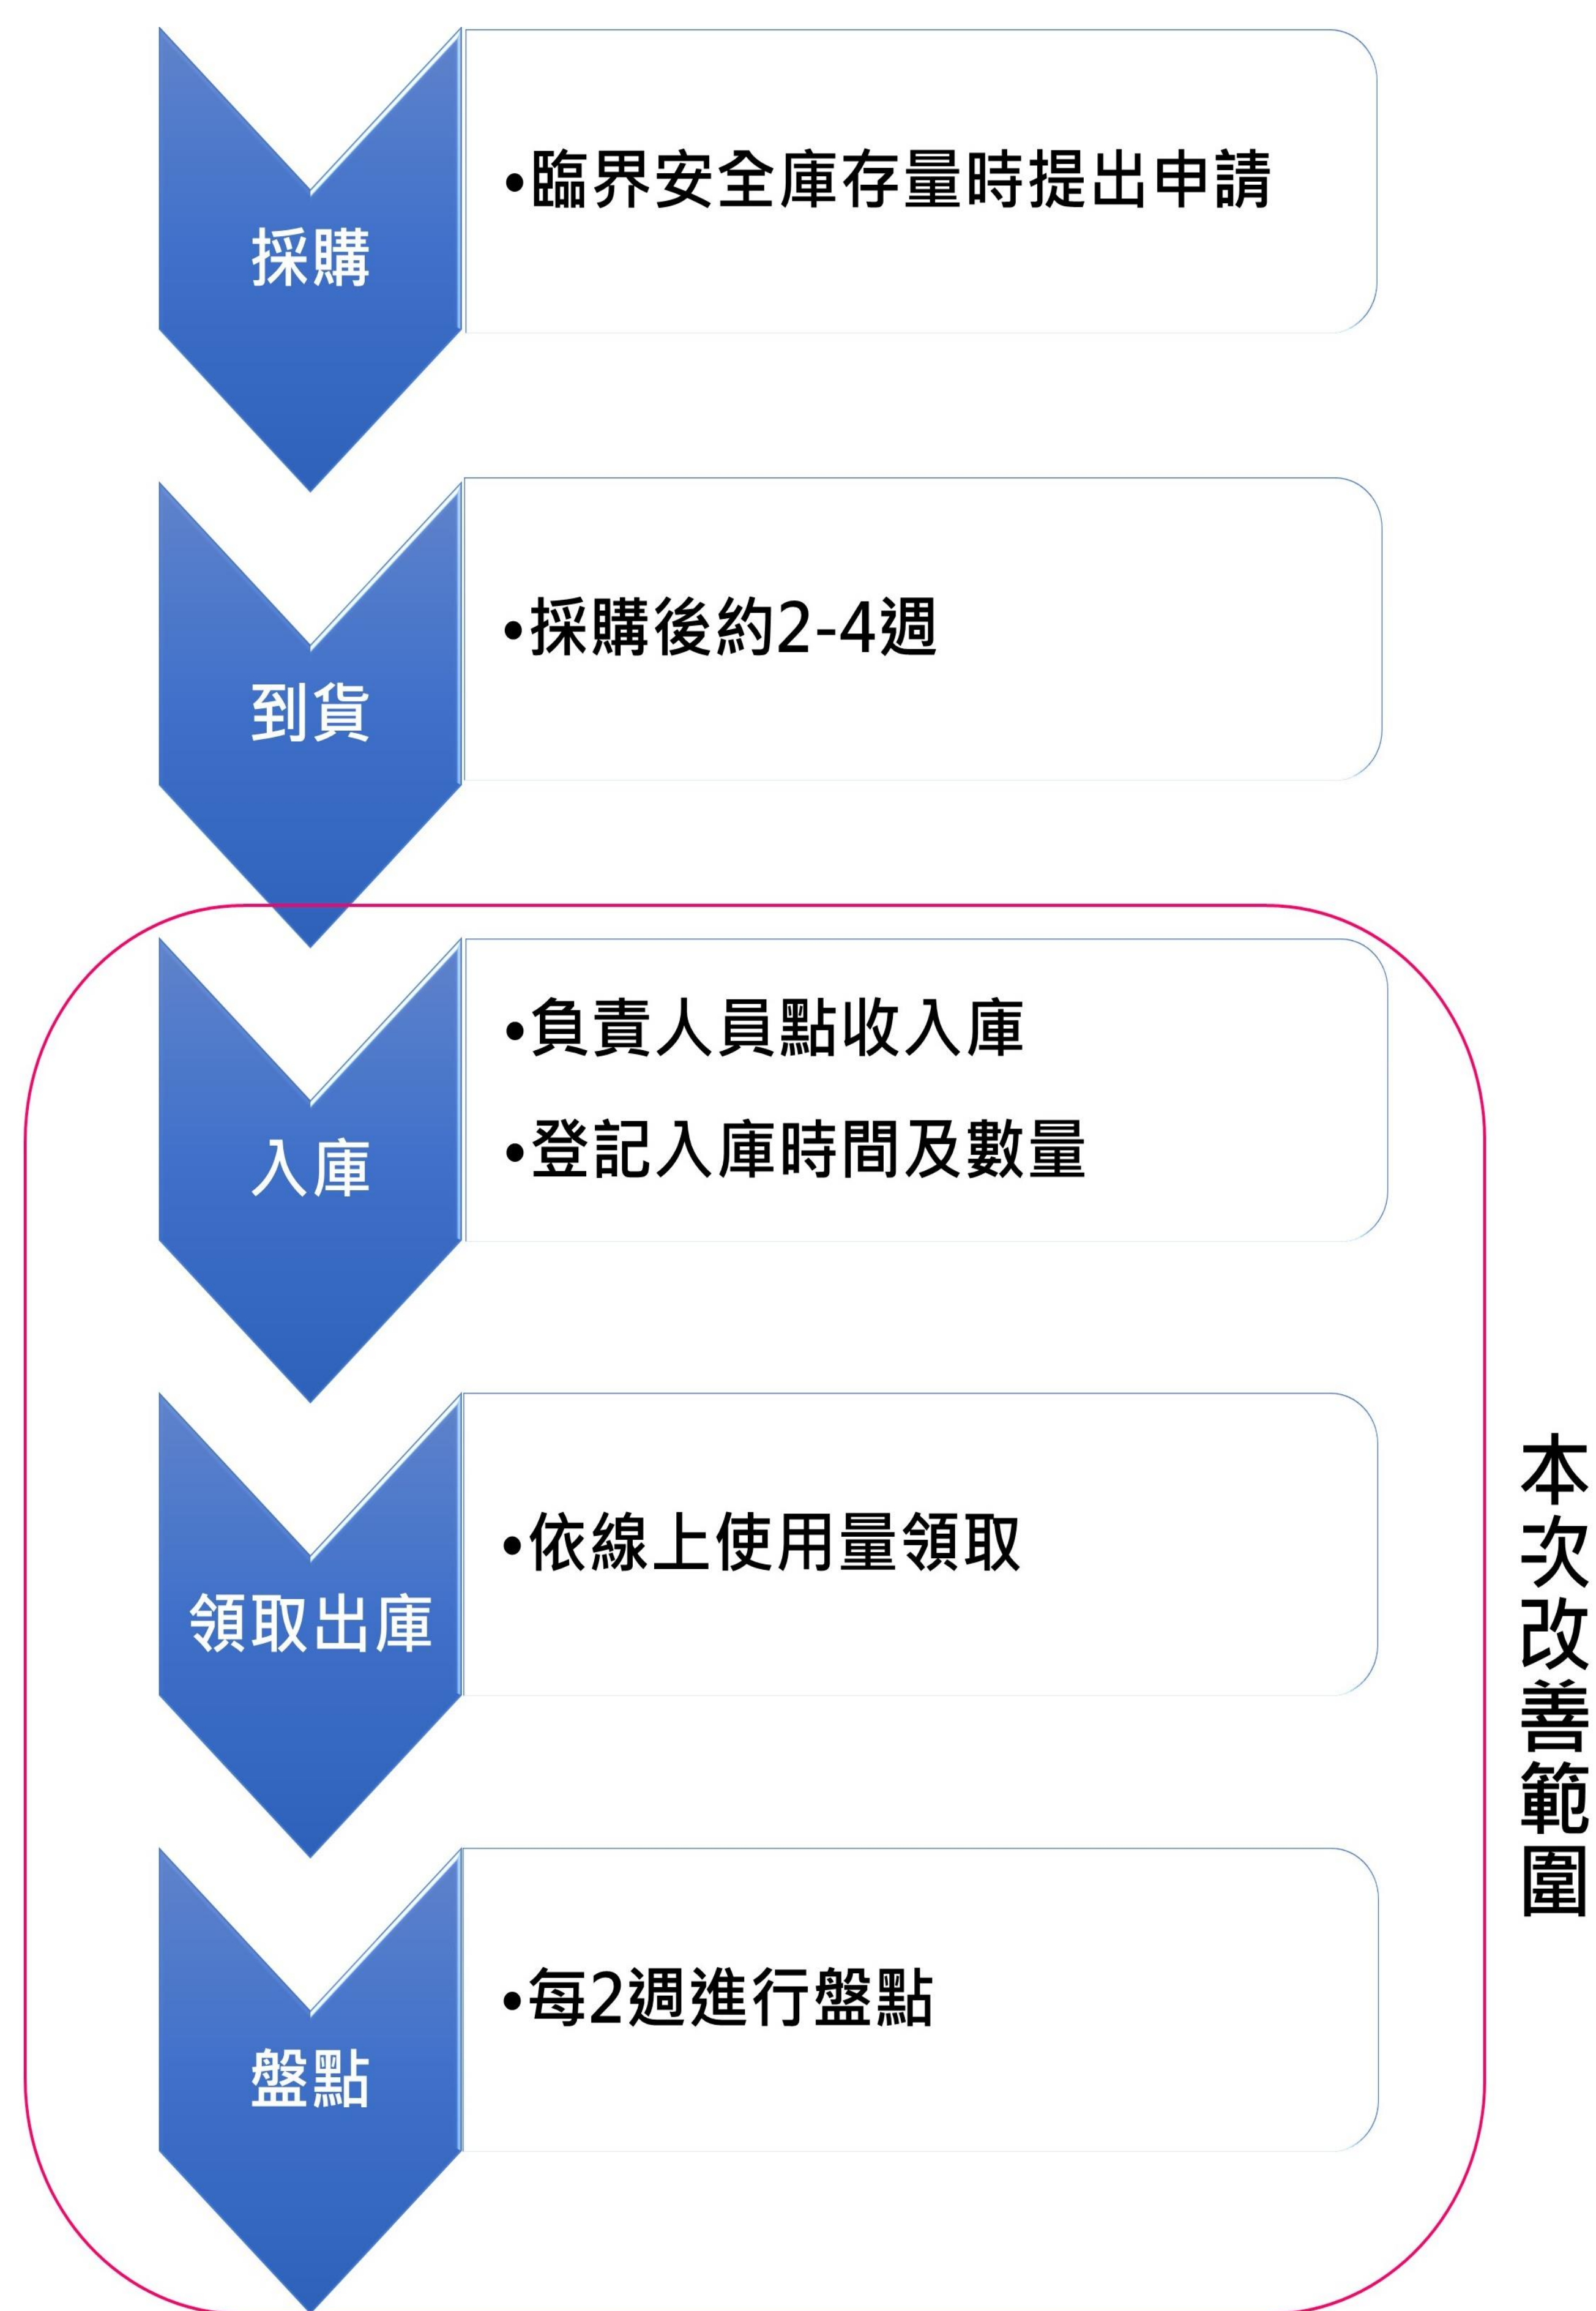 採購
•臨界安全庫存量時提出申請
到貨
•採購後約2-4週
入庫
•負責人員點收入庫
•登記入庫時間及數量
領取出庫
•依線上使用量領取
盤點
•每2週進行盤點
本次改善範圍